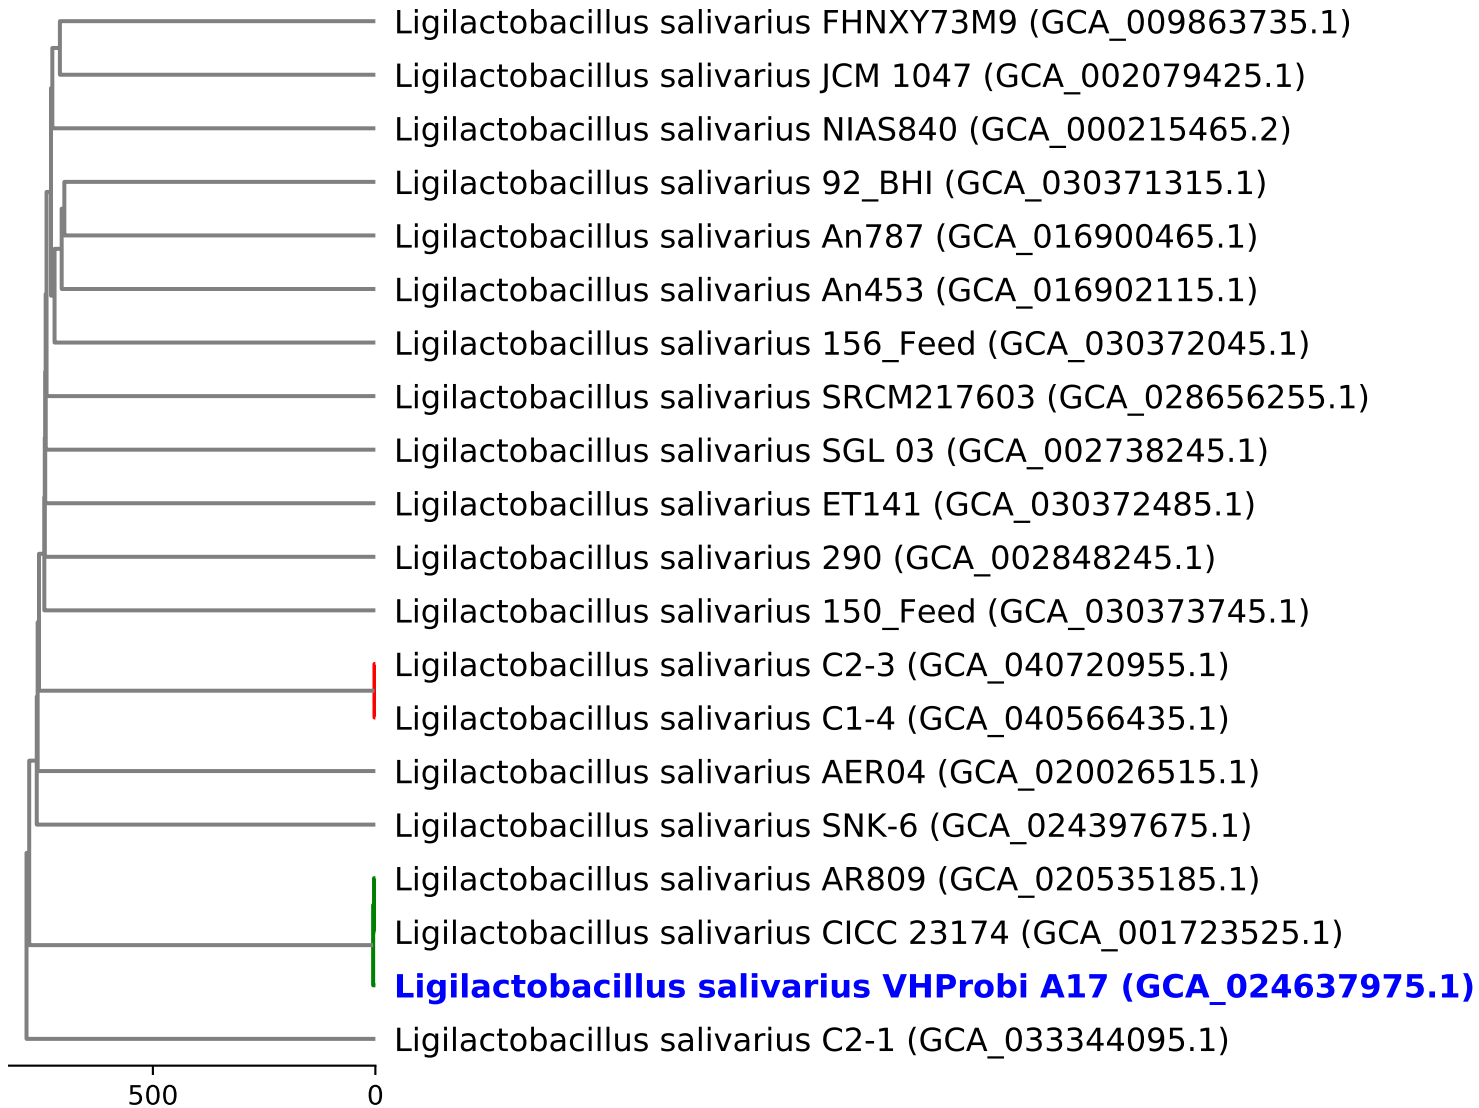 Ligilactobacillus salivarius FHNXY73M9 (GCA_009863735.1)
Ligilactobacillus salivarius JCM 1047 (GCA_002079425.1)
Ligilactobacillus salivarius NIAS840 (GCA_000215465.2)
Ligilactobacillus salivarius 92_BHI (GCA_030371315.1)
Ligilactobacillus salivarius An787 (GCA_016900465.1)
Ligilactobacillus salivarius An453 (GCA_016902115.1)
Ligilactobacillus salivarius 156_Feed (GCA_030372045.1)
Ligilactobacillus salivarius SRCM217603 (GCA_028656255.1)
Ligilactobacillus salivarius SGL 03 (GCA_002738245.1)
Ligilactobacillus salivarius ET141 (GCA_030372485.1)
Ligilactobacillus salivarius 290 (GCA_002848245.1)
Ligilactobacillus salivarius 150_Feed (GCA_030373745.1)
Ligilactobacillus salivarius C2-3 (GCA_040720955.1)
Ligilactobacillus salivarius C1-4 (GCA_040566435.1)
Ligilactobacillus salivarius AER04 (GCA_020026515.1)
Ligilactobacillus salivarius SNK-6 (GCA_024397675.1)
Ligilactobacillus salivarius AR809 (GCA_020535185.1)
Ligilactobacillus salivarius CICC 23174 (GCA_001723525.1)
Ligilactobacillus salivarius VHProbi A17 (GCA_024637975.1)
Ligilactobacillus salivarius C2-1 (GCA_033344095.1)
500 0